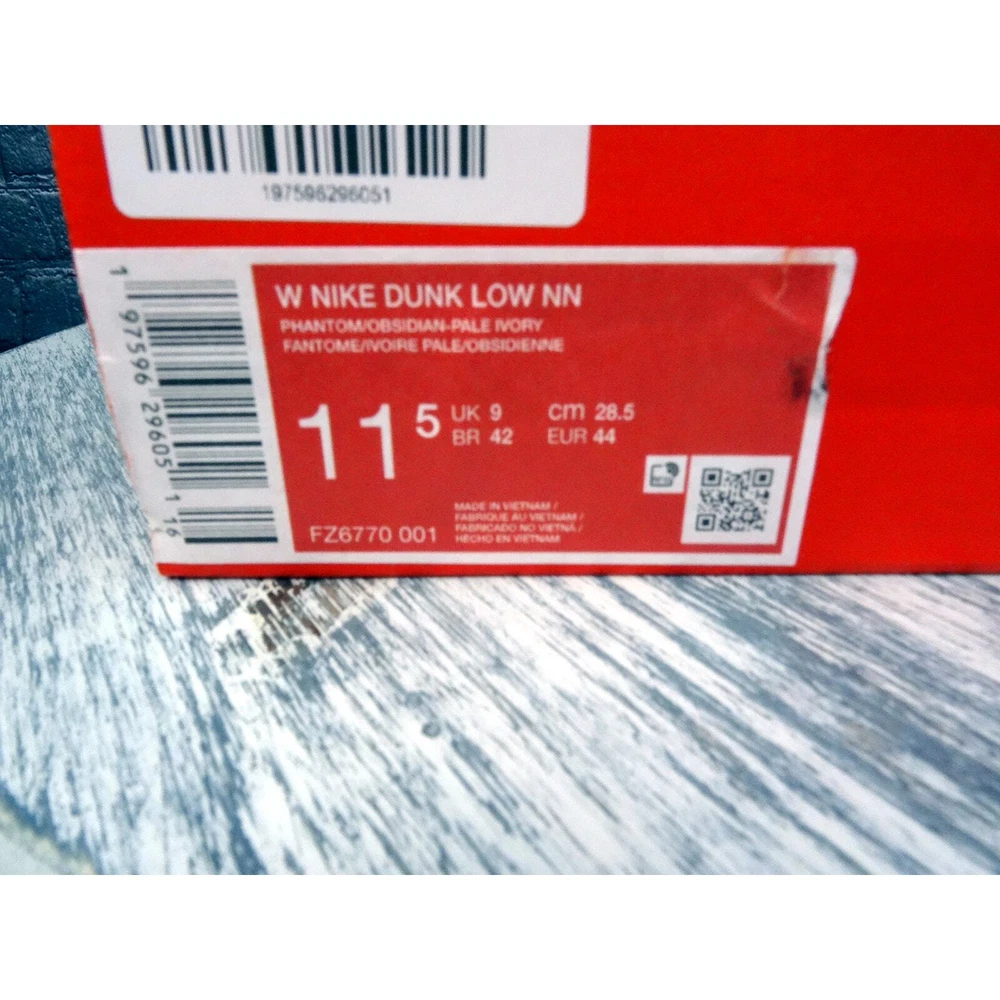 197596296051
W NIKE DUNK LOW NN
PHANTOM/OBSIDIAN-PALE IVORY
FANTOME/IVOIRE PALE/OBSIDIENNE
11 5
UK 9
cm 28.5
BR 42
EUR 44
FZ6770 001
MADE IN VIETNAM /
FABRIQUE AU VIETNAM /
FABRICADO NO VIETNÃ /
HECHO EN VIETNAM
1 97596 29605 1 16